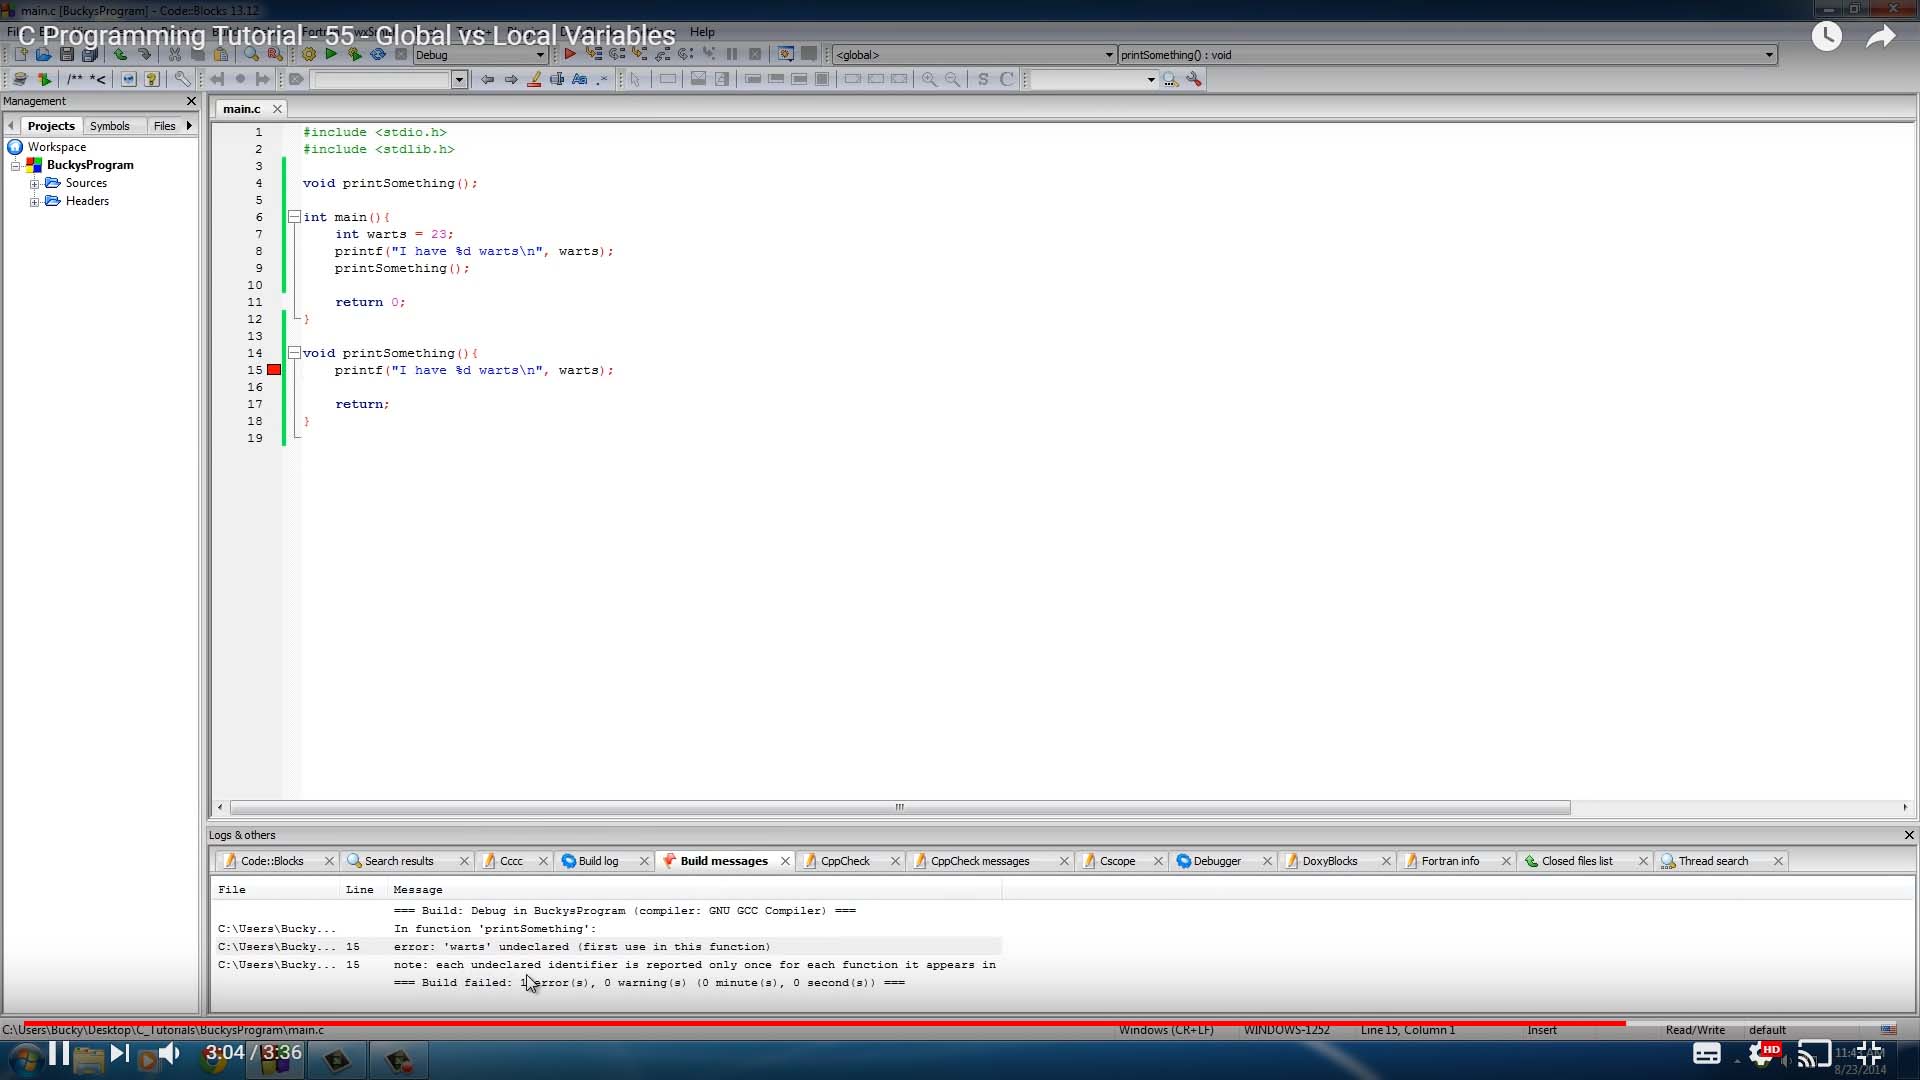 main.c [BuckysProgram] - Code::Blocks 13.12
C Programming Tutorial - 55 - Global vs Local Variables
Help
Debug
<global>
printSomething() : void
/** *<
S C
Management
main.c
Projects Symbols Files
Workspace
BuckysProgram
Sources
Headers
1 #include <stdio.h>
2 #include <stdlib.h>
3
4 void printSomething();
5
6 int main(){
7 int warts = 23;
8 printf("I have %d warts\n", warts);
9 printSomething();
10
11 return 0;
12 }
13
14 void printSomething(){
15 printf("I have %d warts\n", warts);
16
17 return;
18 }
19
Logs & others
Code::Blocks Search results Cccc Build log Build messages CppCheck CppCheck messages Cscope Debugger DoxyBlocks Fortran info Closed files list Thread search
File Line Message
=== Build: Debug in BuckysProgram (compiler: GNU GCC Compiler) ===
C:\Users\Bucky... In function 'printSomething':
C:\Users\Bucky... 15 error: 'warts' undeclared (first use in this function)
C:\Users\Bucky... 15 note: each undeclared identifier is reported only once for each function it appears in
=== Build failed: 1 error(s), 0 warning(s) (0 minute(s), 0 second(s)) ===
C:\Users\Bucky\Desktop\C_Tutorials\BuckysProgram\main.c Windows (CR+LF) WINDOWS-1252 Line 15, Column 1 Insert Read/Write default
3:04 / 3:36
HD
8/23/2014